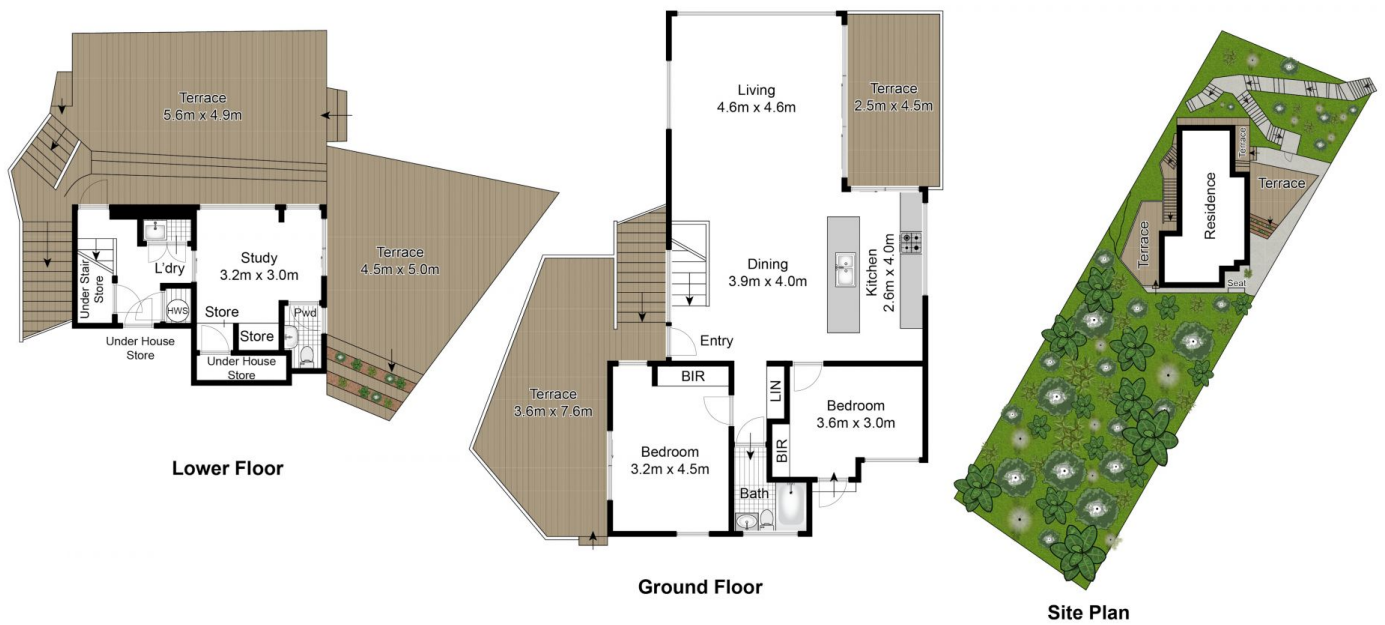 Terrace
5.6m x 4.9m
Terrace
4.5m x 5.0m
Study
3.2m x 3.0m
L'dry
Under Stair
Store
HWS
Store
Store
Pwd
Under House
Store
Under House
Store
Lower Floor
Living
4.6m x 4.6m
Terrace
2.5m x 4.5m
Dining
3.9m x 4.0m
Kitchen
2.6m x 4.0m
Entry
Terrace
3.6m x 7.6m
BIR
LIN
Bedroom
3.6m x 3.0m
BIR
Bedroom
3.2m x 4.5m
Bath
Ground Floor
Terrace
Terrace
Residence
Terrace
Seat
Site Plan